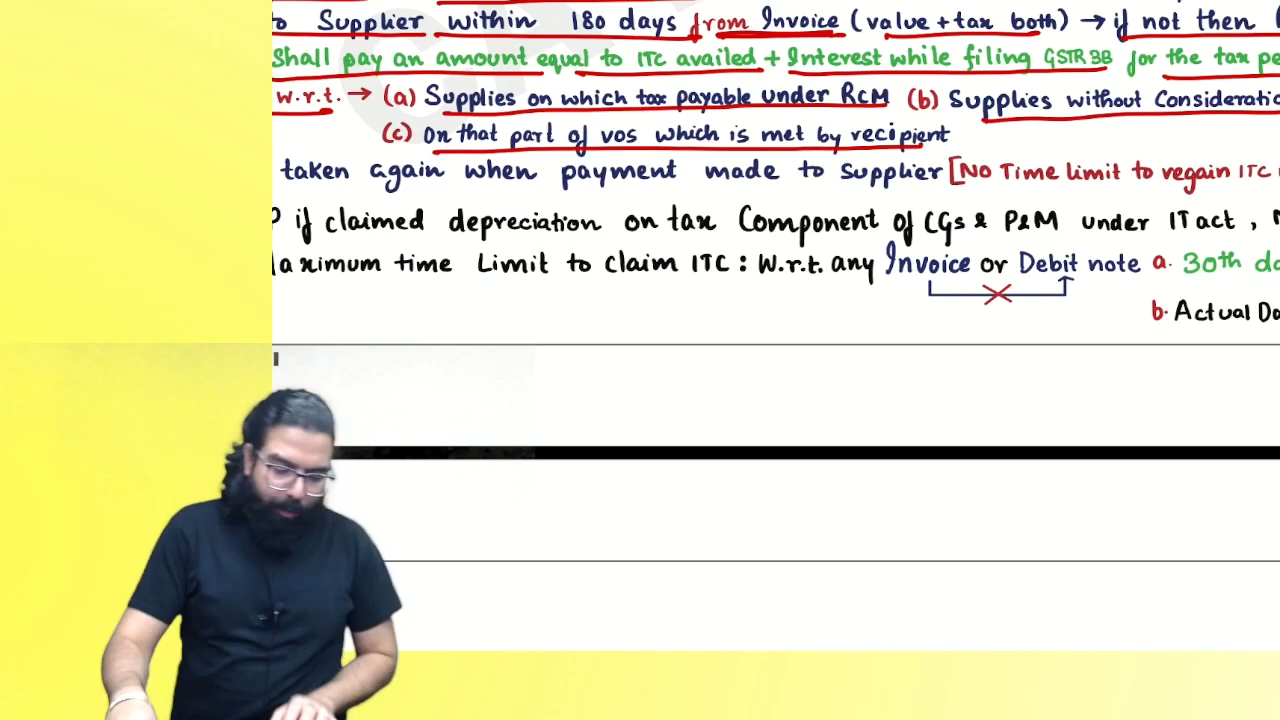 to Supplier within 180 days from Invoice (value + tax both) → if not then
Shall pay an amount equal to ITC availed + Interest while filing GSTR 3B for the tax pe
w.r.t. → (a) Supplies on which tax payable under RCM (b) Supplies without Consideratio
(c) On that part of vos which is met by recipient
taken again when payment made to supplier [No Time limit to regain ITC
P if claimed depreciation on tax Component of CGs & P&M under IT act,
aximum time Limit to claim ITC : W.r.t. any Invoice or Debit note a. 30th da
b. Actual Da